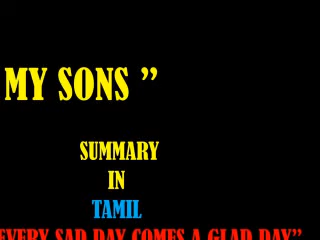 MY SONS ”
SUMMARY
IN
TAMIL
EVERY SAD DAY COMES A GLAD DAY”